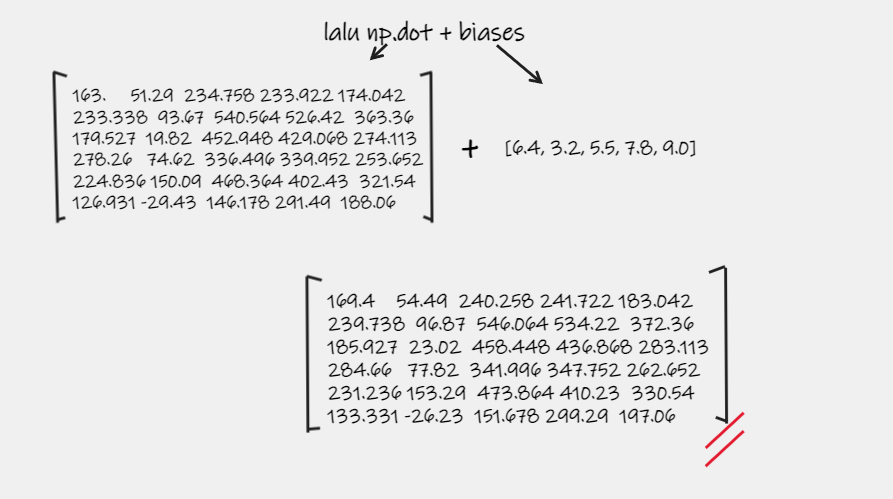 lalu np.dot + biases
163. 51.29 234.758 233.922 174.042
233.338 93.67 540.564 526.42 363.36
179.527 19.82 452.948 429.068 274.113
278.26 74.62 336.496 339.952 253.652
224.836 150.09 468.364 402.43 321.54
126.931 -29.43 146.178 291.49 188.06
+ [6.4, 3.2, 5.5, 7.8, 9.0]
169.4 54.49 240.258 241.722 183.042
239.738 96.87 546.064 534.22 372.36
185.927 23.02 458.448 436.868 283.113
284.66 77.82 341.996 347.752 262.652
231.236 153.29 473.864 410.23 330.54
133.331 -26.23 151.678 299.29 197.06